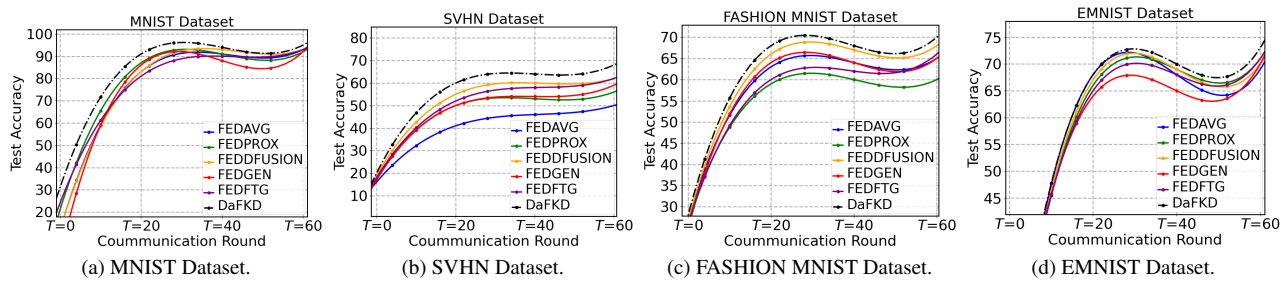 MNIST Dataset
Test Accuracy
100
90
80
70
60
50
40
30
20
T=0
T=20
T=40
T=60
Coummunication Round
FEDAVG
FEDPROX
FEDDFUSION
FEDGEN
FEDFTG
DaFKD
(a) MNIST Dataset.
SVHN Dataset
Test Accuracy
80
70
60
50
40
30
20
10
T=0
T=20
T=40
T=60
Coummunication Round
FEDAVG
FEDPROX
FEDDFUSION
FEDGEN
FEDFTG
DaFKD
(b) SVHN Dataset.
FASHION MNIST Dataset
Test Accuracy
70
65
60
55
50
45
40
35
30
T=0
T=20
T=40
T=60
Coummunication Round
FEDAVG
FEDPROX
FEDDFUSION
FEDGEN
FEDFTG
DaFKD
(c) FASHION MNIST Dataset.
EMNIST Dataset
Test Accuracy
75
70
65
60
55
50
45
T=0
T=20
T=40
T=60
Coummunication Round
FEDAVG
FEDPROX
FEDDFUSION
FEDGEN
FEDFTG
DaFKD
(d) EMNIST Dataset.